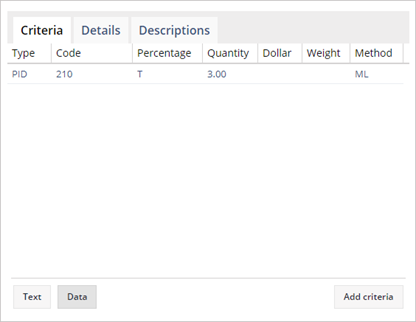 Criteria Details Descriptions
Type Code Percentage Quantity Dollar Weight Method
PID 210 T 3.00 ML
Text Data Add criteria